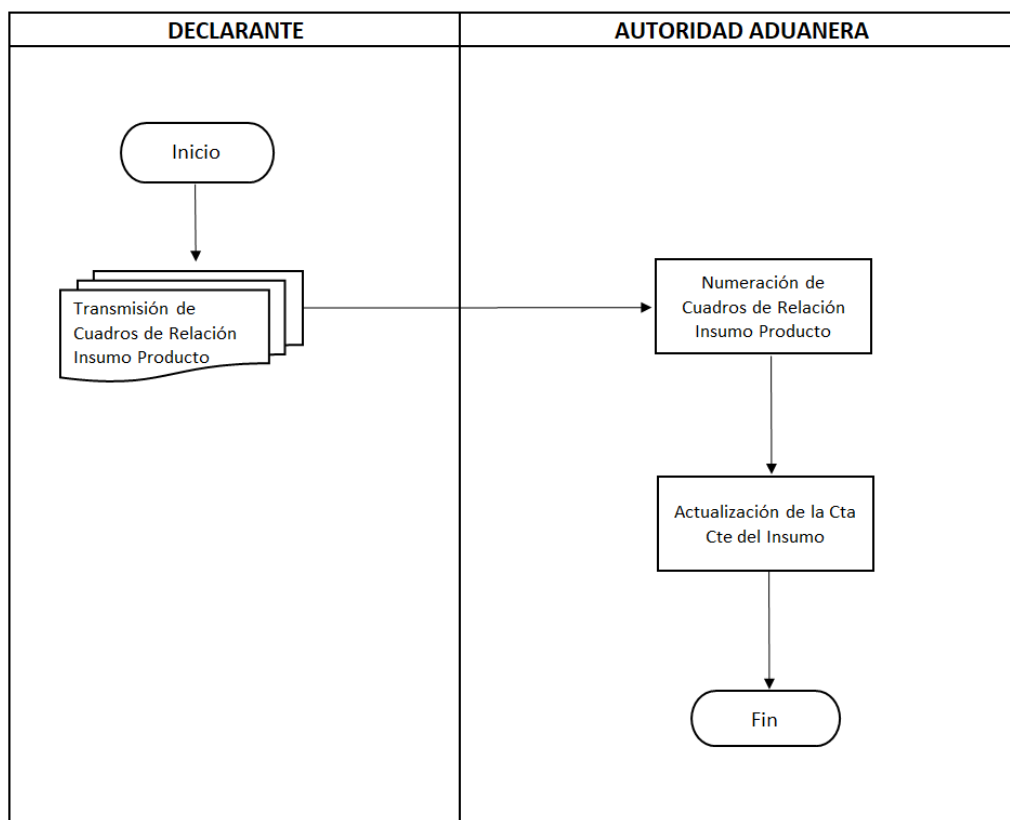 DECLARANTE
AUTORIDAD ADUANERA
Inicio
Transmisión de
Cuadros de Relación
Insumo Producto
Numeración de
Cuadros de Relación
Insumo Producto
Actualización de la Cta
Cte del Insumo
Fin